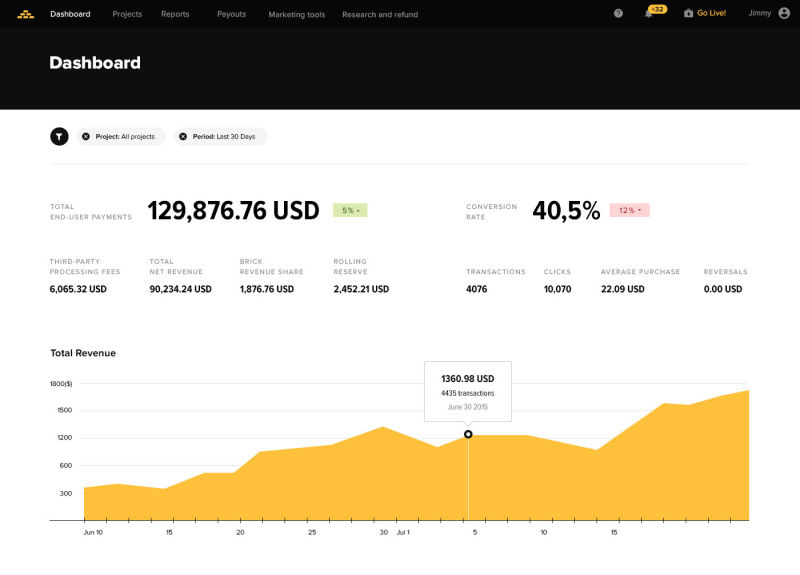 Dashboard Projects Reports Payouts Marketing tools Research and refund ? +32 Go Live! Jimmy
Dashboard
Project: All projects Period: Last 30 Days
TOTAL
END-USER PAYMENTS
129,876.76 USD
5%
CONVERSION
RATE
40,5%
12%
THIRD-PARTY
PROCESSING FEES
6,065.32 USD
TOTAL
NET REVENUE
90,234.24 USD
BRICK
REVENUE SHARE
1,876.76 USD
ROLLING
RESERVE
2,452.21 USD
TRANSACTIONS
4076
CLICKS
10,070
AVERAGE PURCHASE
22.09 USD
REVERSALS
0.00 USD
Total Revenue
1360.98 USD
4435 transactions
June 30 2015
1800($)
1500
1200
600
300
Jun 10 15 20 25 30 Jul 1 5 10 15